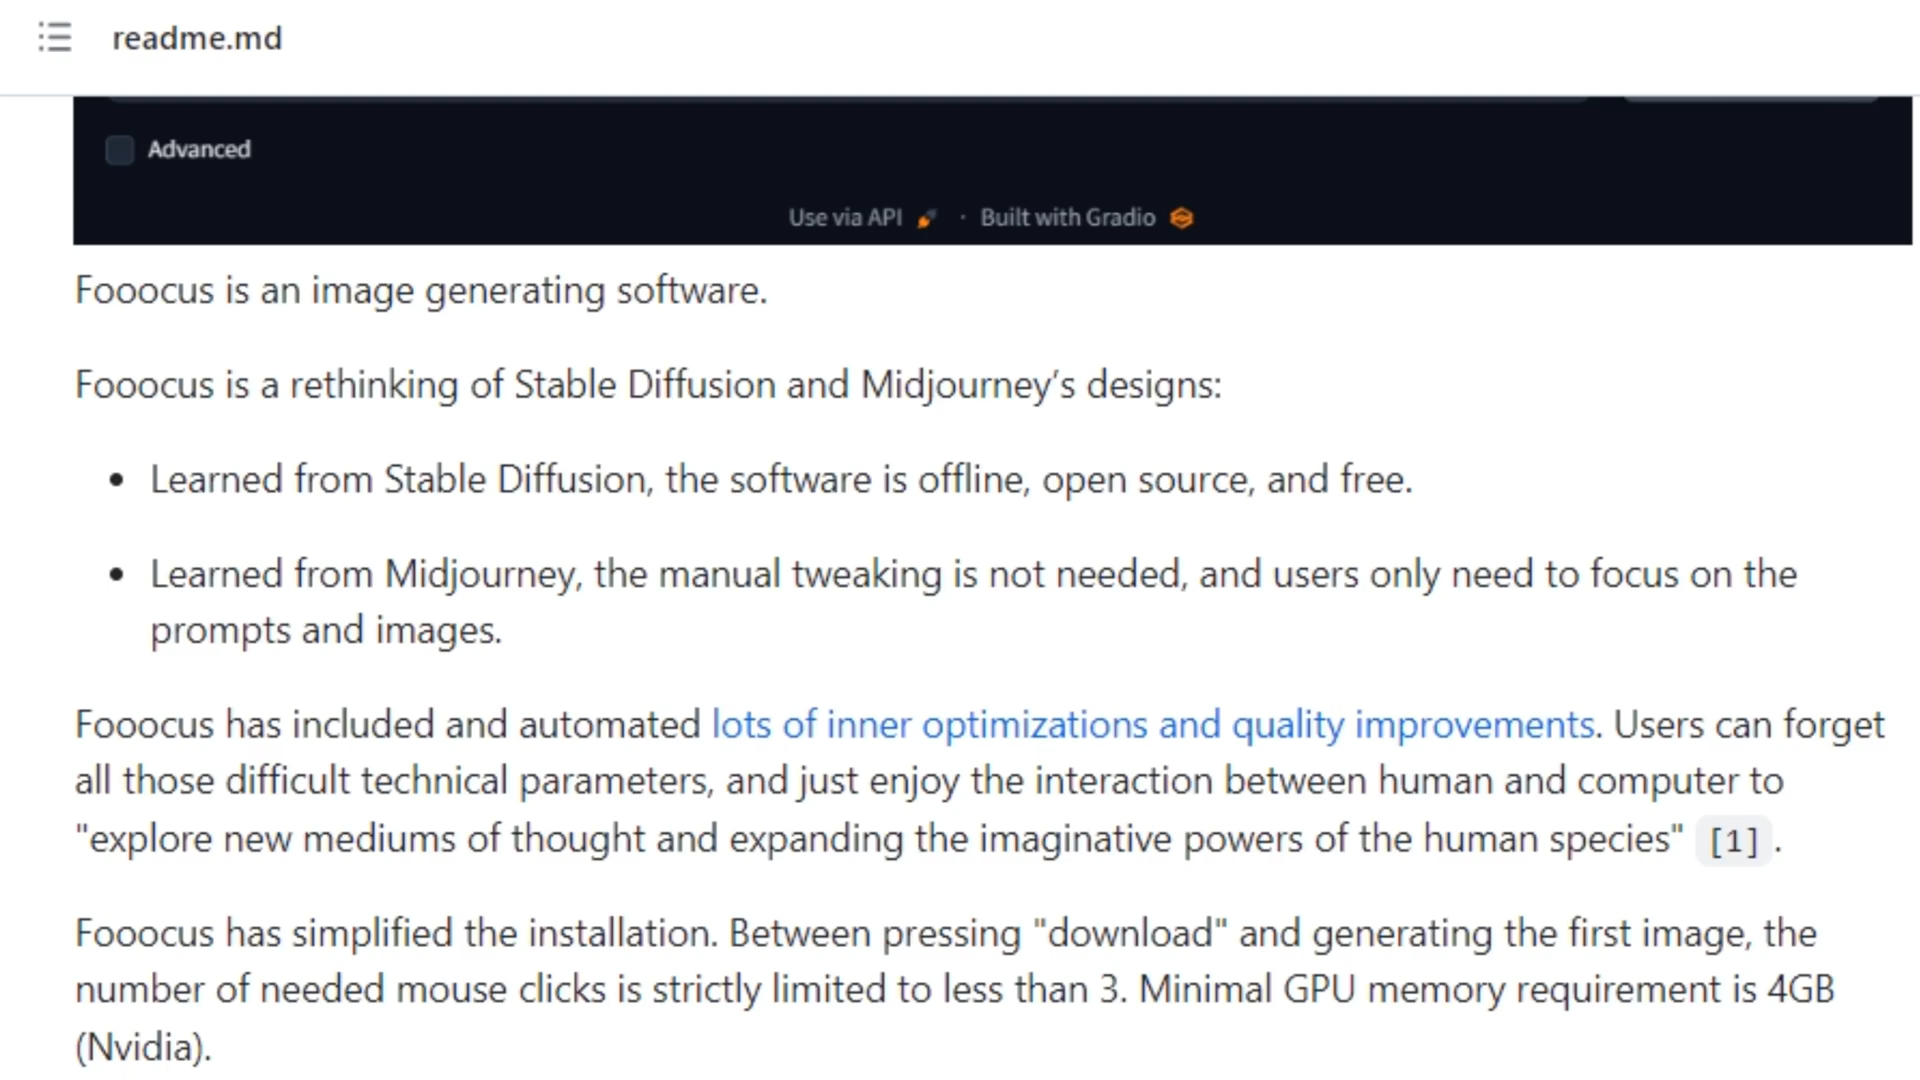 readme.md
Advanced
Use via API · Built with Gradio
Fooocus is an image generating software.
Fooocus is a rethinking of Stable Diffusion and Midjourney’s designs:
• Learned from Stable Diffusion, the software is offline, open source, and free.
• Learned from Midjourney, the manual tweaking is not needed, and users only need to focus on the
prompts and images.
Fooocus has included and automated lots of inner optimizations and quality improvements. Users can forget
all those difficult technical parameters, and just enjoy the interaction between human and computer to
"explore new mediums of thought and expanding the imaginative powers of the human species" [1] .
Fooocus has simplified the installation. Between pressing "download" and generating the first image, the
number of needed mouse clicks is strictly limited to less than 3. Minimal GPU memory requirement is 4GB
(Nvidia).